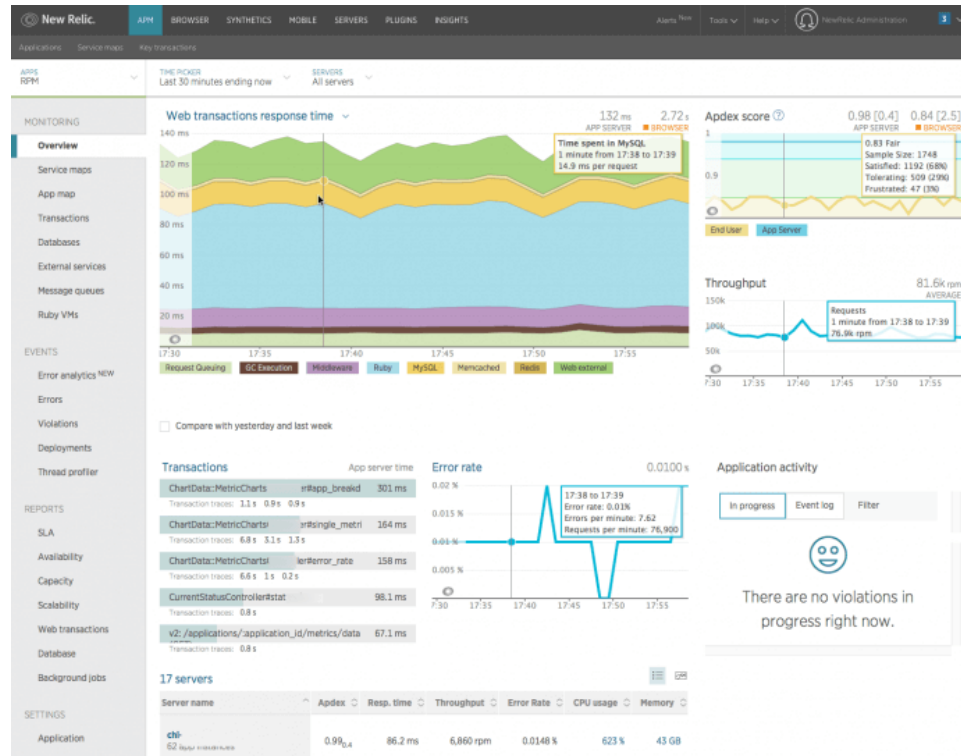 New Relic.
APM BROWSER SYNTHETICS MOBILE SERVERS PLUGINS INSIGHTS
Alerts Tools Help NewRelic Administration 3
Applications Service maps Key transactions
APPS
RPM
TIME PICKER
Last 30 minutes ending now
SERVERS
All servers
MONITORING
Overview
Service maps
App map
Transactions
Databases
External services
Message queues
Ruby VMs
EVENTS
Error analytics NEW
Errors
Violations
Deployments
Thread profiler
REPORTS
SLA
Availability
Capacity
Scalability
Web transactions
Database
Background jobs
SETTINGS
Application
Web transactions response time
132 ms 2.72 s
APP SERVER BROWSER
140 ms
120 ms
100 ms
80 ms
60 ms
40 ms
20 ms
Time spent in MySQL
1 minute from 17:38 to 17:39
14.9 ms per request
17:30 17:35 17:40 17:45 17:50 17:55
Request Queuing GC Execution Middleware Ruby MySQL Memcached Redis Web external
Compare with yesterday and last week
Apdex score
0.98 [0.4] 0.84 [2.5]
APP SERVER BROWSER
1
0.9
0.83 Fair
Sample Size: 1748
Satisfied: 1192 (68%)
Tolerating: 509 (29%)
Frustrated: 47 (3%)
End User App Server
Throughput
81.6k rpm
AVERAGE
150k
100k
50k
Requests
1 minute from 17:38 to 17:39
76.9k rpm
7:30 17:35 17:40 17:45 17:50 17:55
Transactions App server time
ChartData::MetricCharts er#app_breakd 301 ms
Transaction traces: 1.1 s 0.9 s 0.9 s
ChartData::MetricCharts er#single_metri 164 ms
Transaction traces: 6.8 s 3.1 s 1.3 s
ChartData::MetricCharts ler#error_rate 158 ms
Transaction traces: 6.6 s 1 s 0.2 s
CurrentStatusController#stat 98.1 ms
Transaction traces: 0.8 s
v2: /applications/:application_id/metrics/data 67.1 ms
Transaction traces: 0.8 s
Error rate
0.0100 %
0.02 %
0.015 %
0.01 %
0.005 %
17:38 to 17:39
Error rate: 0.01%
Errors per minute: 7.62
Requests per minute: 76,900
7:30 17:35 17:40 17:45 17:50 17:55
Application activity
In progress Event log Filter
There are no violations in
progress right now.
17 servers
Server name Apdex Resp. time Throughput Error Rate CPU usage Memory
chi-
62
0.99 0.4 86.2 ms 6,860 rpm 0.0148 % 623 % 43 GB